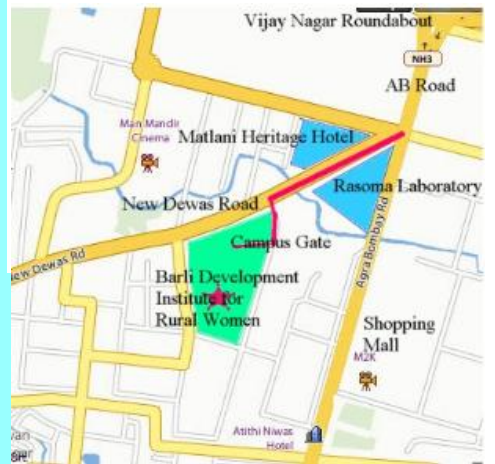 Vijay Nagar Roundabout
NH3
AB Road
Man Mandir
Cinema
Matlani Heritage Hotel
Rasoma Laboratory
New Dewas Road
Campus Gate
New Dewas Rd
Agra Bombay Rd
Barli Development
Institute for
Rural Women
Shopping
Mall
M2K
Atithi Niwas
Hotel